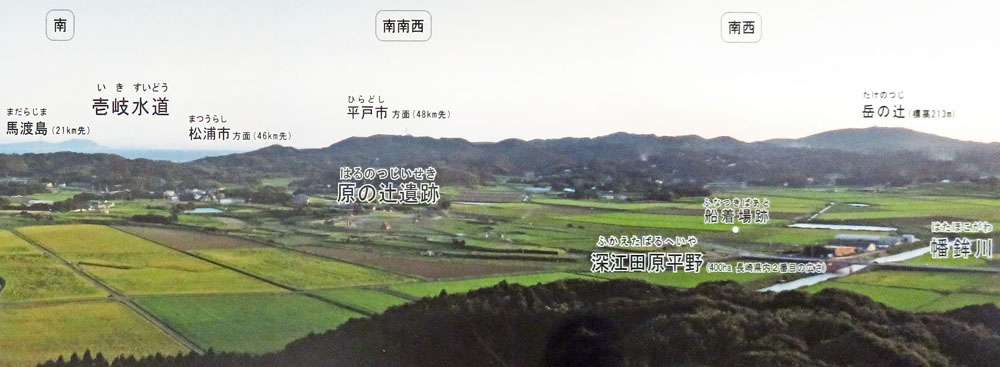 南
南南西
南西
まだらじま
馬渡島(21km先)
いき すいどう
壱岐水道
まつうらし
松浦市方面(46km先)
ひらどし
平戸市方面(48km先)
たけのつじ
岳の辻(標高213m)
はるのつじいせき
原の辻遺跡
ふなつきばあと
船着場跡
ふかえたばるへいや
深江田原平野(400ha 長崎県内2番目の広さ)
はたほこがわ
幡鉾川